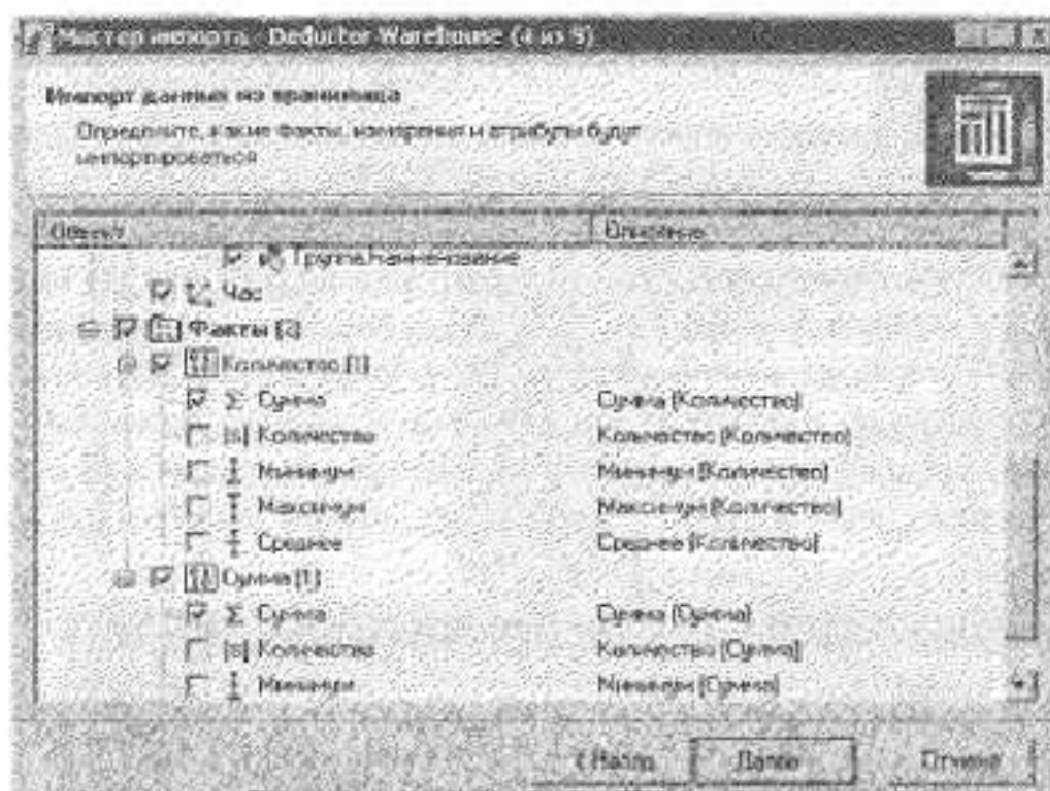 Мастер импорта - Deductor Warehouse (4 из 9)
Импорт данных из хранилища
Определите, какие факты, измерения и атрибуты будут
импортироваться
Объект Описание
Группа.Наименование
Час
Факты [2]
Количество [1]
Сумма Сумма (Количество)
[S] Количество Количество (Количество)
Минимум Минимум (Количество)
Максимум Максимум (Количество)
Среднее Среднее (Количество)
Сумма [1]
Σ Сумма Сумма (Сумма)
[S] Количество Количество (Сумма)
Минимум Минимум (Сумма)
< Назад Далее Отмена